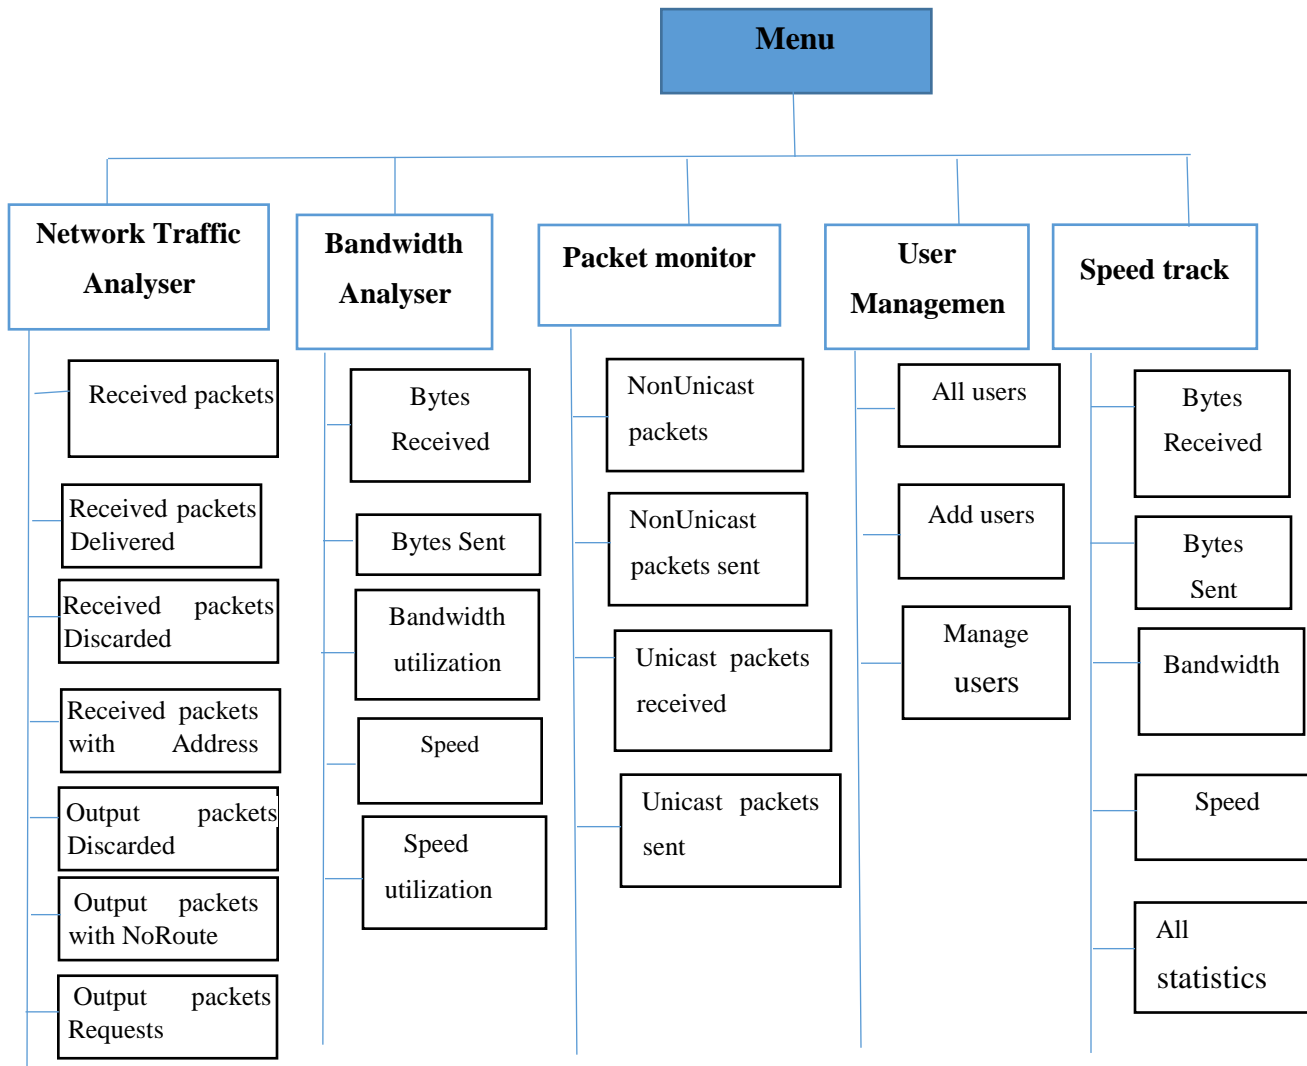 Menu
Network Traffic
Analyser
Received packets
Received packets
Delivered
Received packets
Discarded
Received packets
with Address
Output packets
Discarded
Output packets
with NoRoute
Output packets
Requests
Bandwidth
Analyser
Bytes
Received
Bytes Sent
Bandwidth
utilization
Speed
Speed
utilization
Packet monitor
NonUnicast
packets
NonUnicast
packets sent
Unicast packets
received
Unicast packets
sent
User
Managemen
All users
Add users
Manage
users
Speed track
Bytes
Received
Bytes
Sent
Bandwidth
Speed
All
statistics